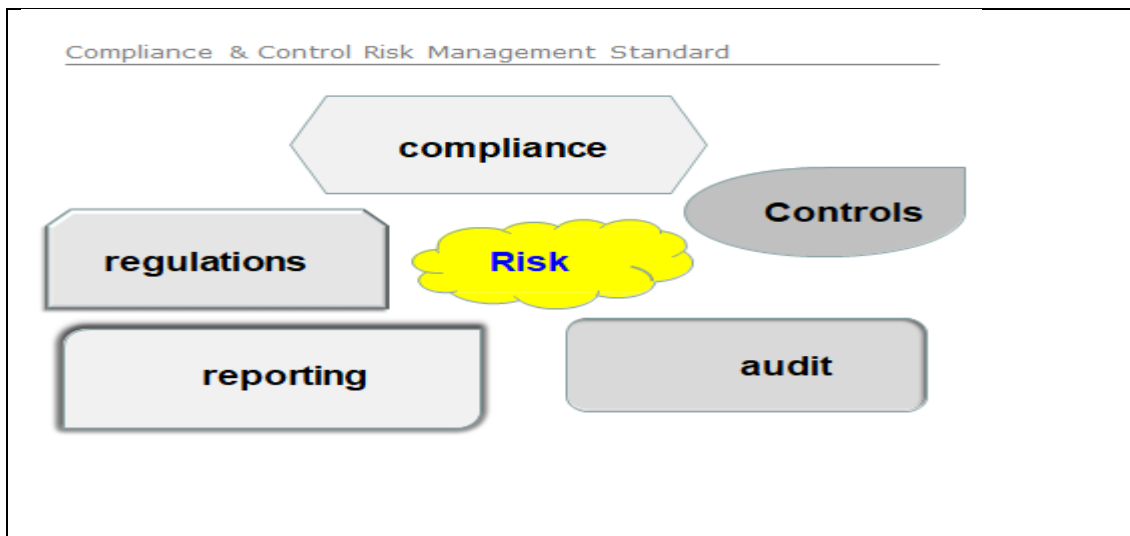 Compliance & Control Risk Management Standard
compliance
Controls
regulations
Risk
reporting
audit